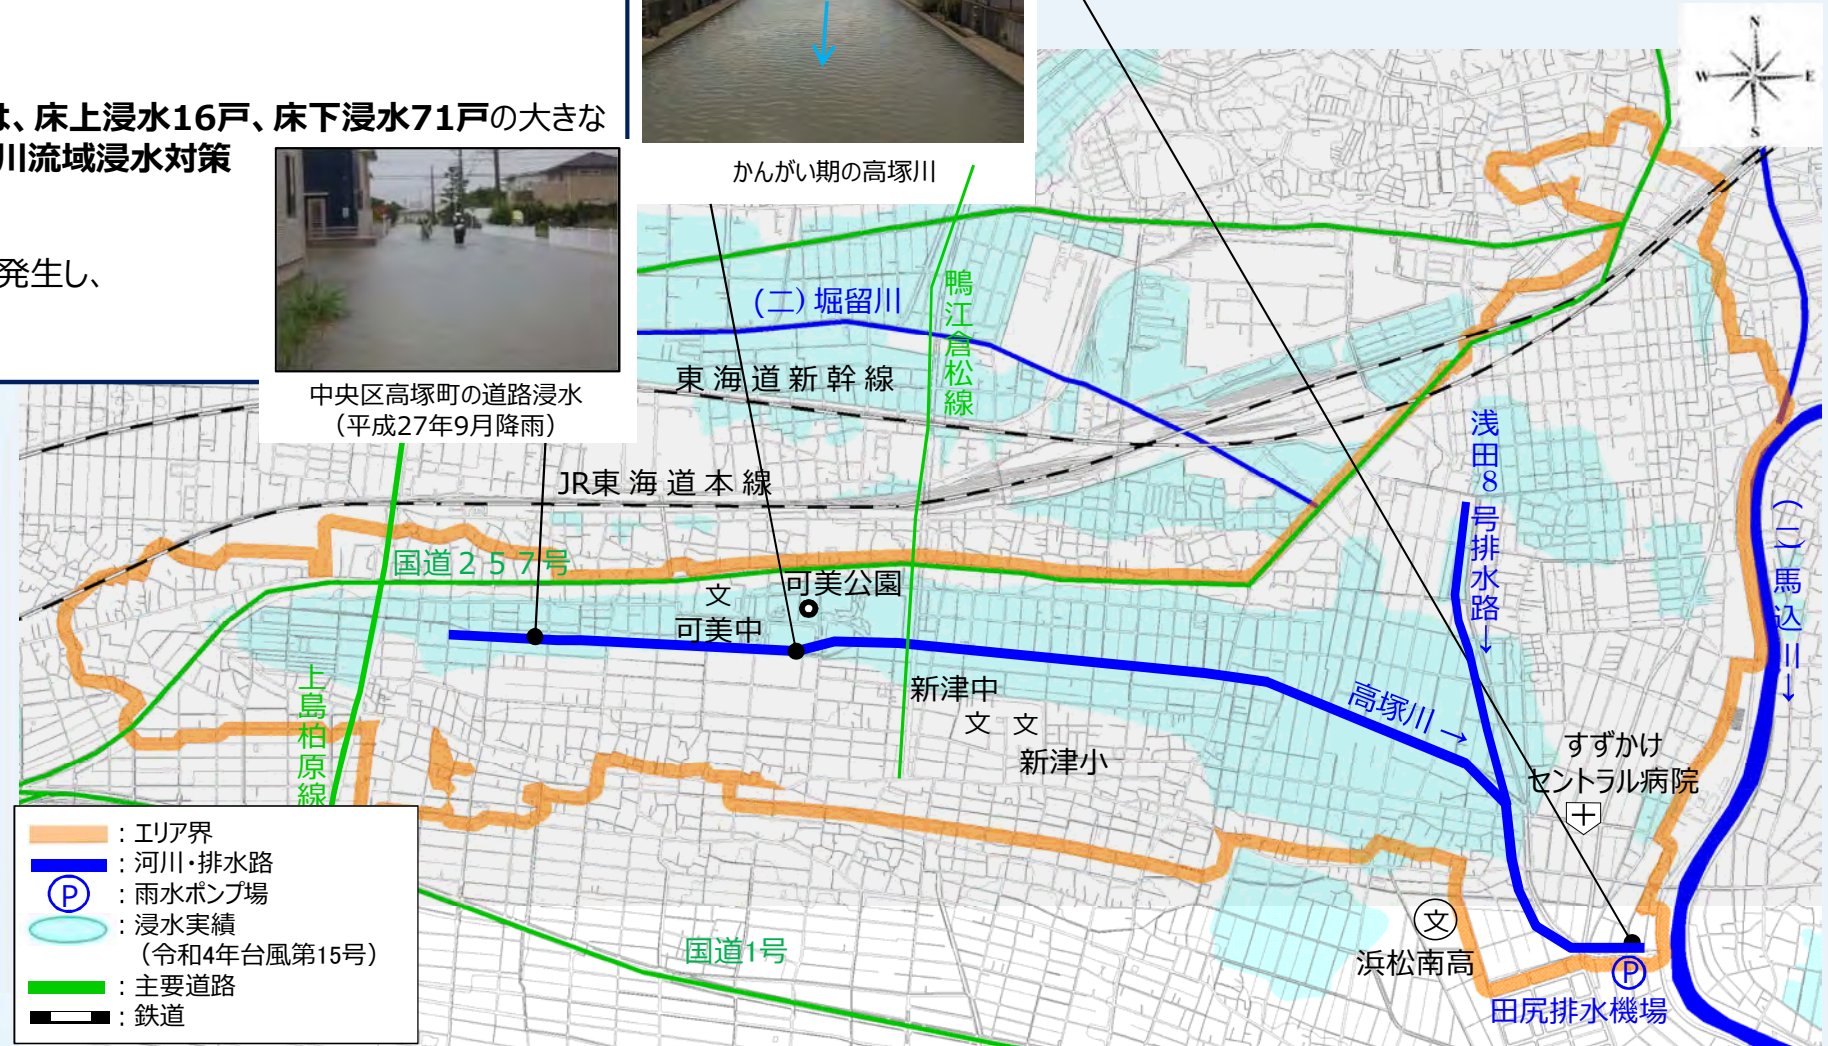 は、床上浸水16戸、床下浸水71戸の大きな
川流域浸水対策
発生し、
中央区高塚町の道路浸水
（平成27年9月降雨）
かんがい期の高塚川
N
W
E
S
(二) 堀留川
鴨江倉松線
東海道新幹線
JR東海道本線
浅田8号排水路→
(二)馬込川→
国道257号
文
可美公園
可美中
上島柏原線
新津中
文
文
新津小
高塚川 →
すずかけ
セントラル病院
国道1号
文
浜松南高
P
田尻排水機場
：エリア界
：河川・排水路
P ：雨水ポンプ場
：浸水実績
（令和4年台風第15号）
：主要道路
：鉄道